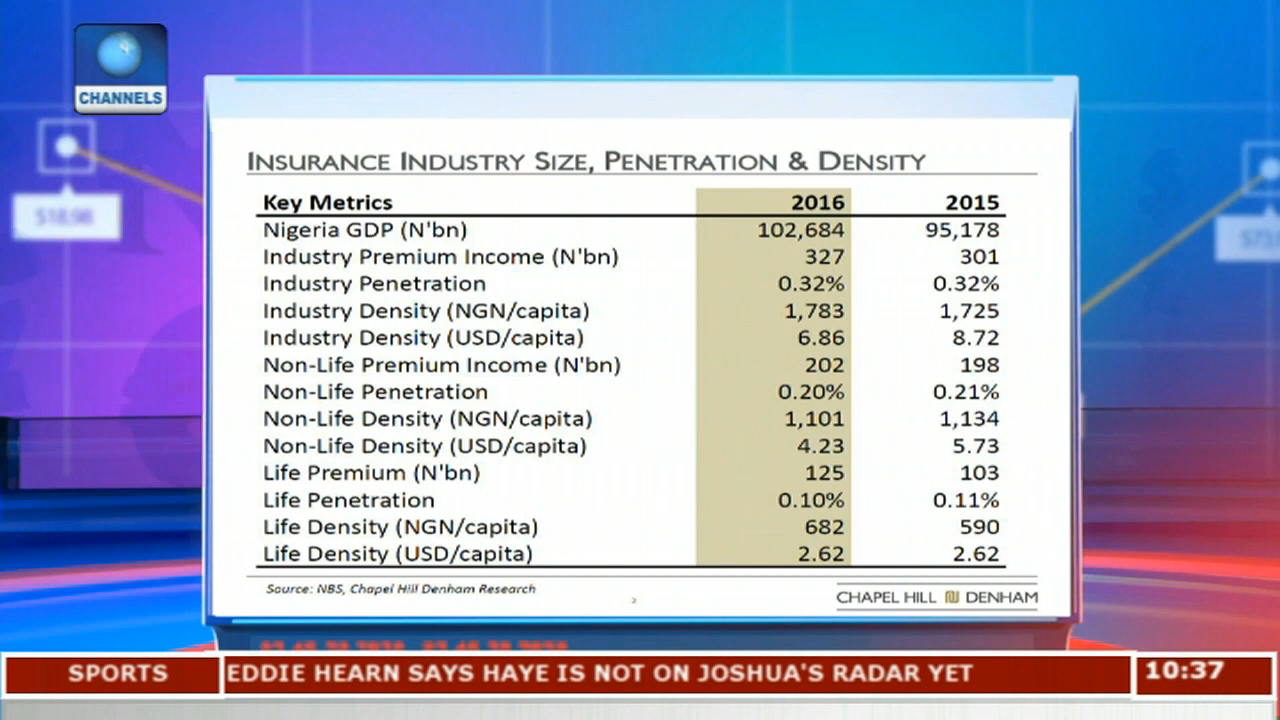 CHANNELS
INSURANCE INDUSTRY SIZE, PENETRATION & DENSITY
Key Metrics 2016 2015
Nigeria GDP (N'bn) 102,684 95,178
Industry Premium Income (N'bn) 327 301
Industry Penetration 0.32% 0.32%
Industry Density (NGN/capita) 1,783 1,725
Industry Density (USD/capita) 6.86 8.72
Non-Life Premium Income (N'bn) 202 198
Non-Life Penetration 0.20% 0.21%
Non-Life Density (NGN/capita) 1,101 1,134
Non-Life Density (USD/capita) 4.23 5.73
Life Premium (N'bn) 125 103
Life Penetration 0.10% 0.11%
Life Density (NGN/capita) 682 590
Life Density (USD/capita) 2.62 2.62
Source: NBS, Chapel Hill Denham Research
CHAPEL HILL DENHAM
SPORTS EDDIE HEARN SAYS HAYE IS NOT ON JOSHUA'S RADAR YET 10:37